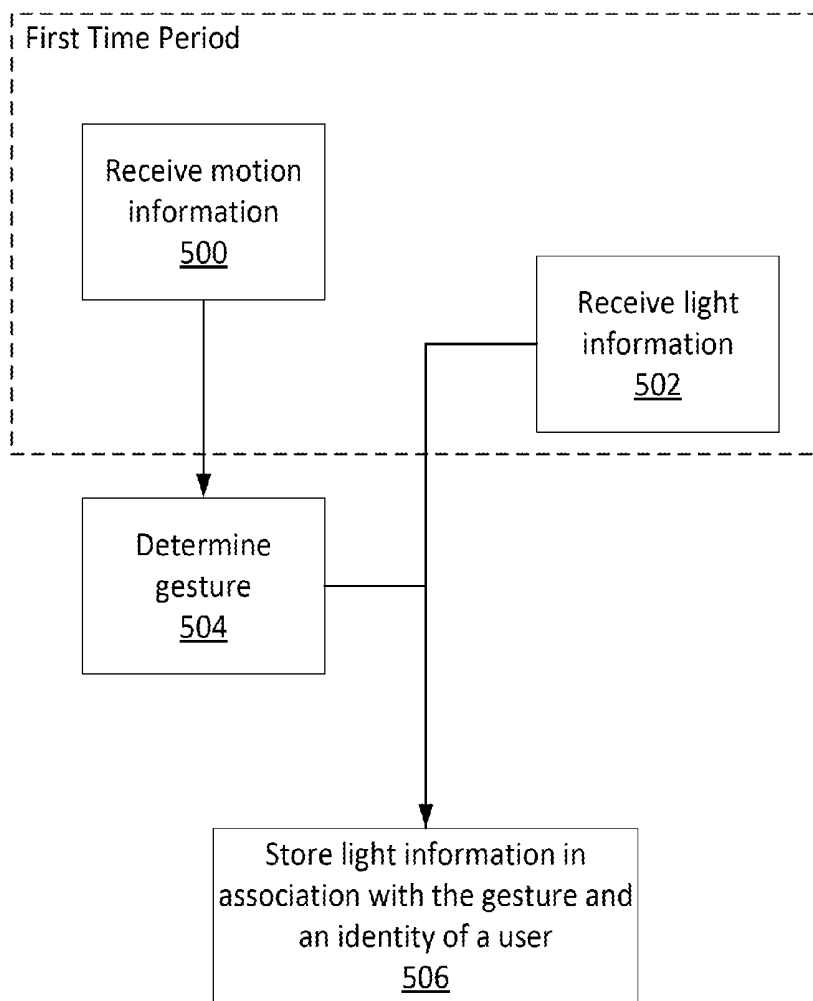 First Time Period
Receive motion
information
500
Receive light
information
502
Determine
gesture
504
Store light information in
association with the gesture and
an identity of a user
506